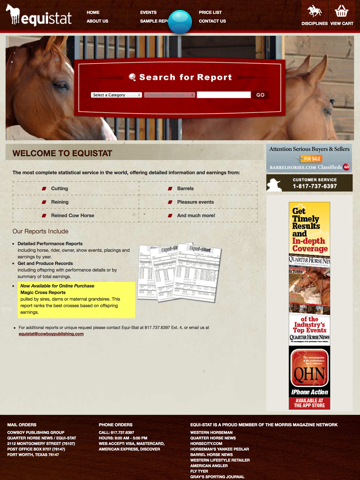 equistat
HOME
EVENTS
PRICE LIST
ABOUT US
SAMPLE REPO
CONTACT US
DISCIPLINES
VIEW CART
Search for Report
Select a Category
GO
WELCOME TO EQUISTAT
The most complete statistical service in the world, offering detailed information and earnings from:
Cutting
Barrels
Reining
Pleasure events
Reined Cow Horse
And much more!
Our Reports Include
Detailed Performance Reports
including horse, rider, owner, show events, placings and
earnings by year.
Get and Produce Records
including offspring with performance details or by
summary of total earnings.
Now Available for Online Purchase
Magic Cross Reports
pulled by sires, dams or maternal grandsires. This
report ranks the best crosses based on offspring
earnings.
For additional reports or unique request please contact Equi-Stat at 817.737.6397 Ext. 4, or email us at
equistat@cowboypublishing.com
Attention Serious Buyers & Sellers
FOR SALE
BARRELHORSE.COM Classifieds
CUSTOMER SERVICE
1-817-737-6397
Get
Timely
Results
and
In-depth
Coverage
QUARTER HORSE NEWS
of the
Industry's
Top Events
QUARTER HORSE NEWS
QHN
iPhone Action
AVAILABLE AT
THE APP STORE
MAIL ORDERS
COWBOY PUBLISHING GROUP
QUARTER HORSE NEWS / EQUI-STAT
2112 MONTGOMERY STREET (76107)
POST OFFICE BOX 9707 (76147)
FORT WORTH, TEXAS 76147
PHONE ORDERS
CALL: 817.737.6397
HOURS: 9:00 AM - 5:00 PM
WEB ACCEPTS: VISA, MASTERCARD,
AMERICAN EXPRESS, DISCOVER
EQUI-STAT IS A PROUD MEMBER OF THE MORRIS MAGAZINE NETWORK
WESTERN HORSEMAN
QUARTER HORSE NEWS
HORSECITY.COM
HORSEMAN'S YANKEE PEDLAR
BARREL HORSE NEWS
WESTERN LIFESTYLE RETAILER
AMERICAN ANGLER
FLY TYER
GRAY'S SPORTING JOURNAL